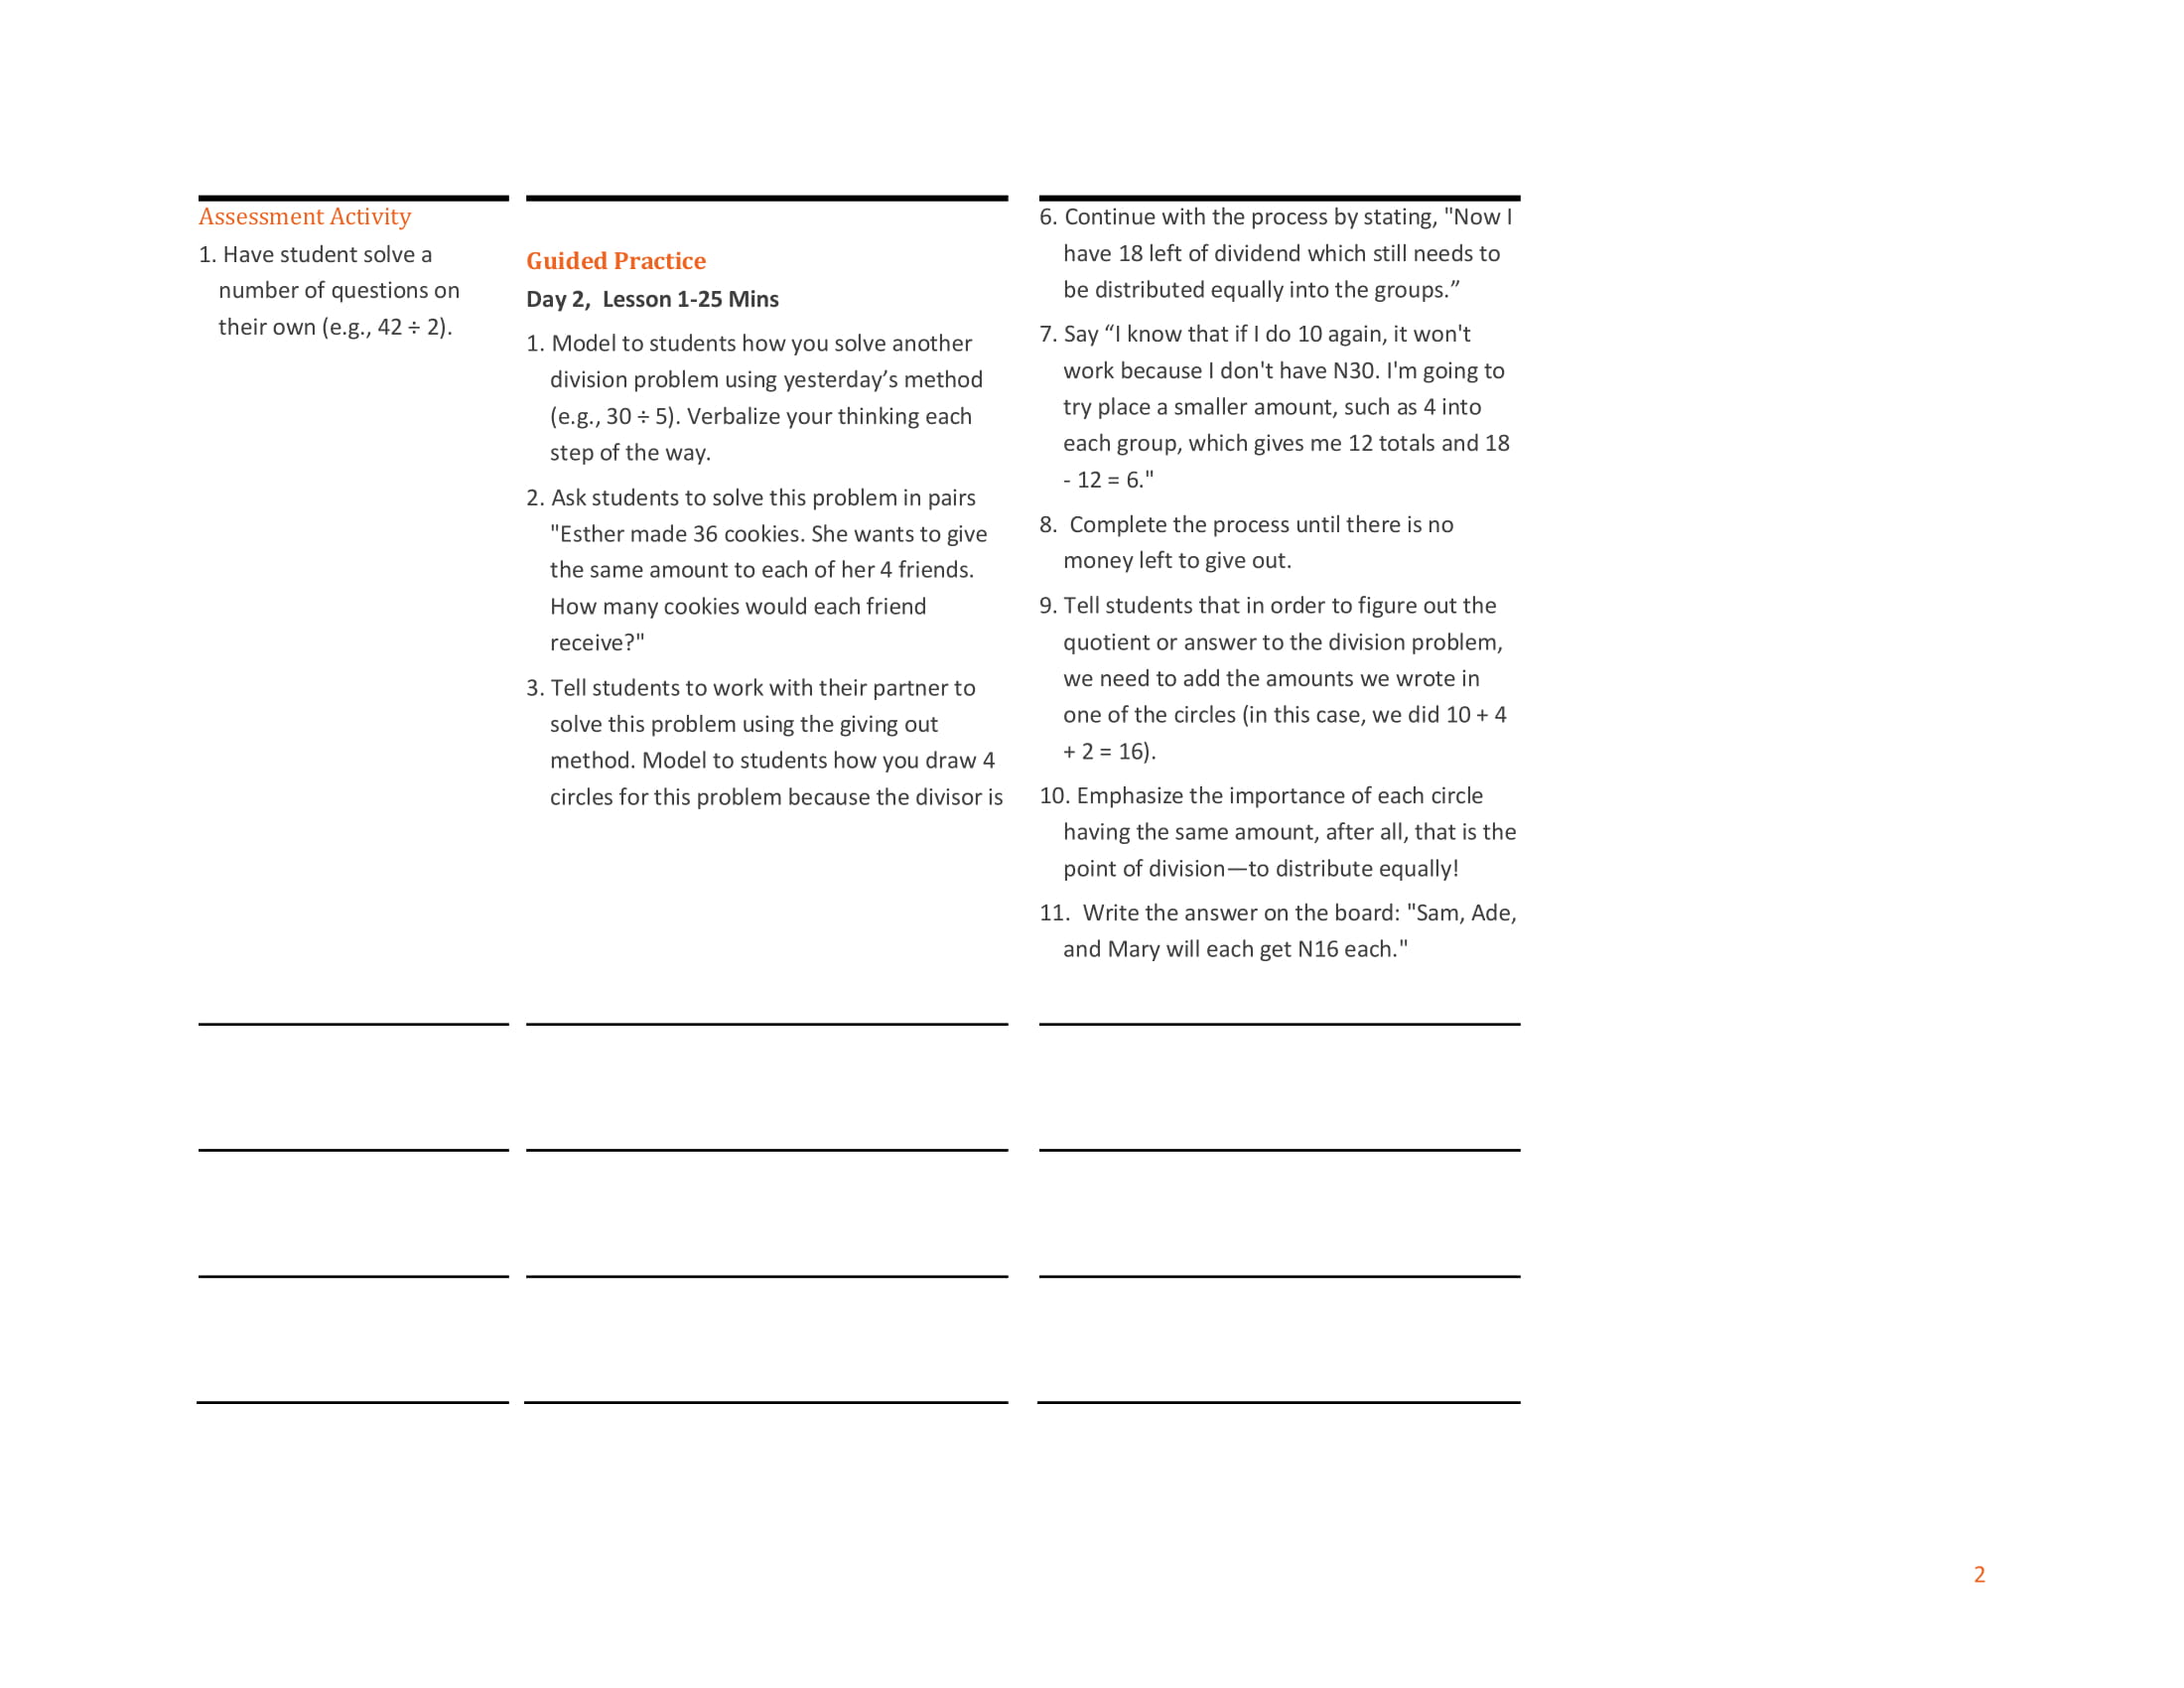 Assessment Activity
1. Have student solve a
number of questions on
their own (e.g., 42 ÷ 2).
Guided Practice
Day 2,  Lesson 1-25 Mins
1. Model to students how you solve another
division problem using yesterday’s method
(e.g., 30 ÷ 5). Verbalize your thinking each
step of the way.
2. Ask students to solve this problem in pairs
"Esther made 36 cookies. She wants to give
the same amount to each of her 4 friends.
How many cookies would each friend
receive?"
3. Tell students to work with their partner to
solve this problem using the giving out
method. Model to students how you draw 4
circles for this problem because the divisor is
6. Continue with the process by stating, "Now I
have 18 left of dividend which still needs to
be distributed equally into the groups.”
7. Say “I know that if I do 10 again, it won't
work because I don't have N30. I'm going to
try place a smaller amount, such as 4 into
each group, which gives me 12 totals and 18
- 12 = 6."
8.  Complete the process until there is no
money left to give out.
9. Tell students that in order to figure out the
quotient or answer to the division problem,
we need to add the amounts we wrote in
one of the circles (in this case, we did 10 + 4
+ 2 = 16).
10. Emphasize the importance of each circle
having the same amount, after all, that is the
point of division—to distribute equally!
11.  Write the answer on the board: "Sam, Ade,
and Mary will each get N16 each."
2